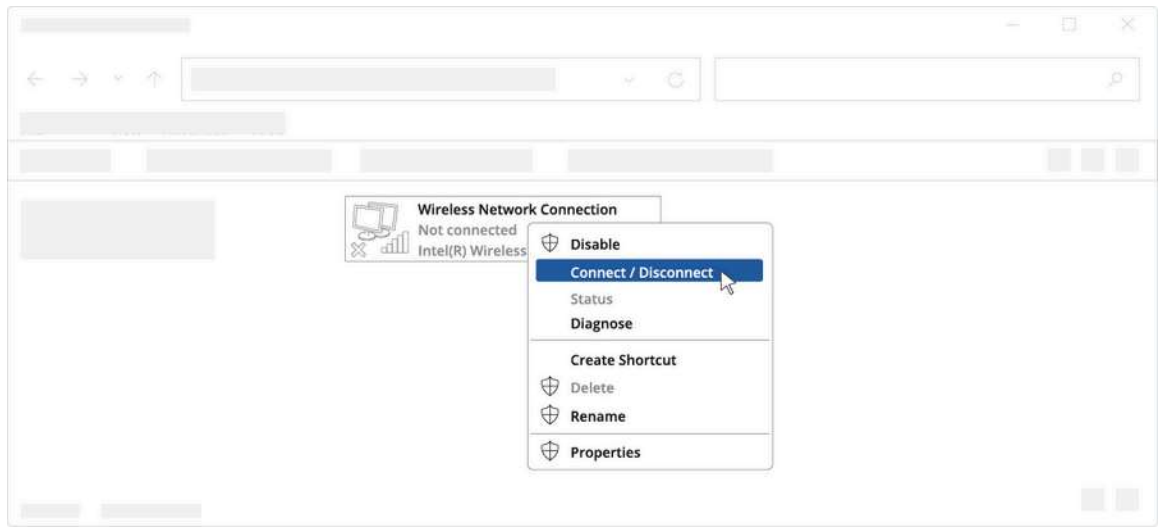 Wireless Network Connection
Not connected
Intel(R) Wireless
Disable
Connect / Disconnect
Status
Diagnose
Create Shortcut
Delete
Rename
Properties